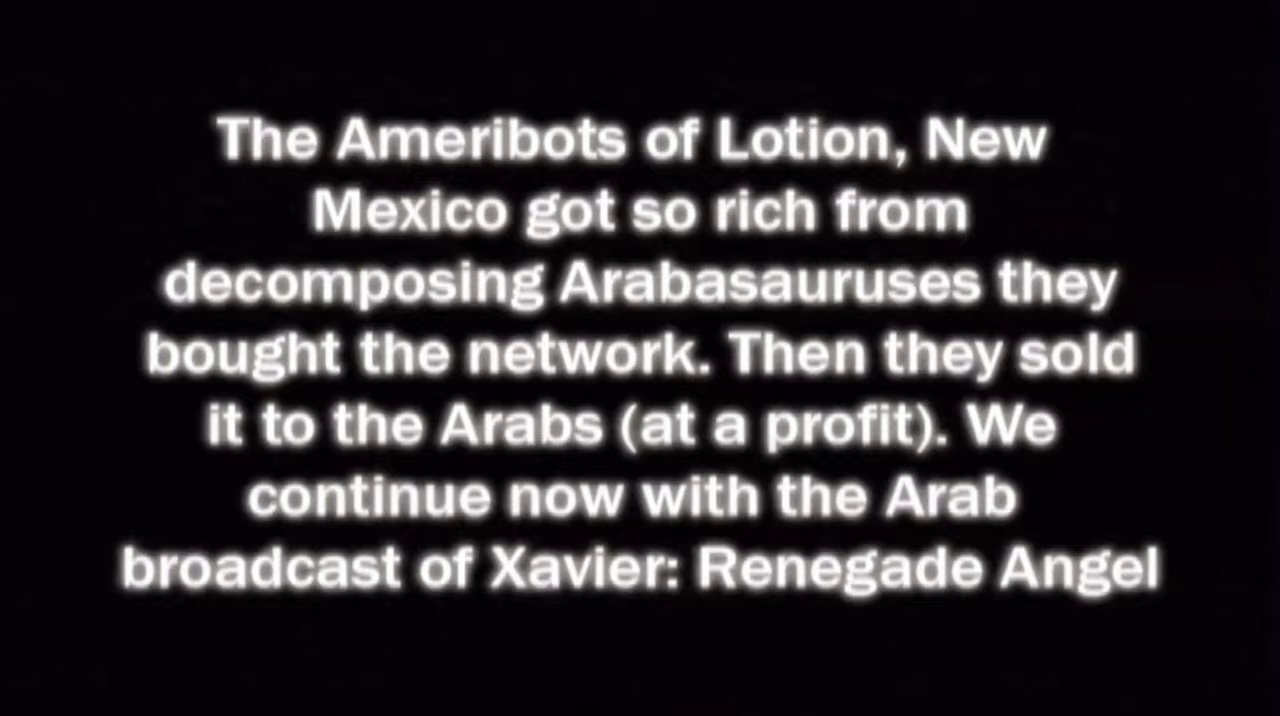 The Ameribots of Lotion, New
Mexico got so rich from
decomposing Arabasauruses they
bought the network. Then they sold
it to the Arabs (at a profit). We
continue now with the Arab
broadcast of Xavier: Renegade Angel